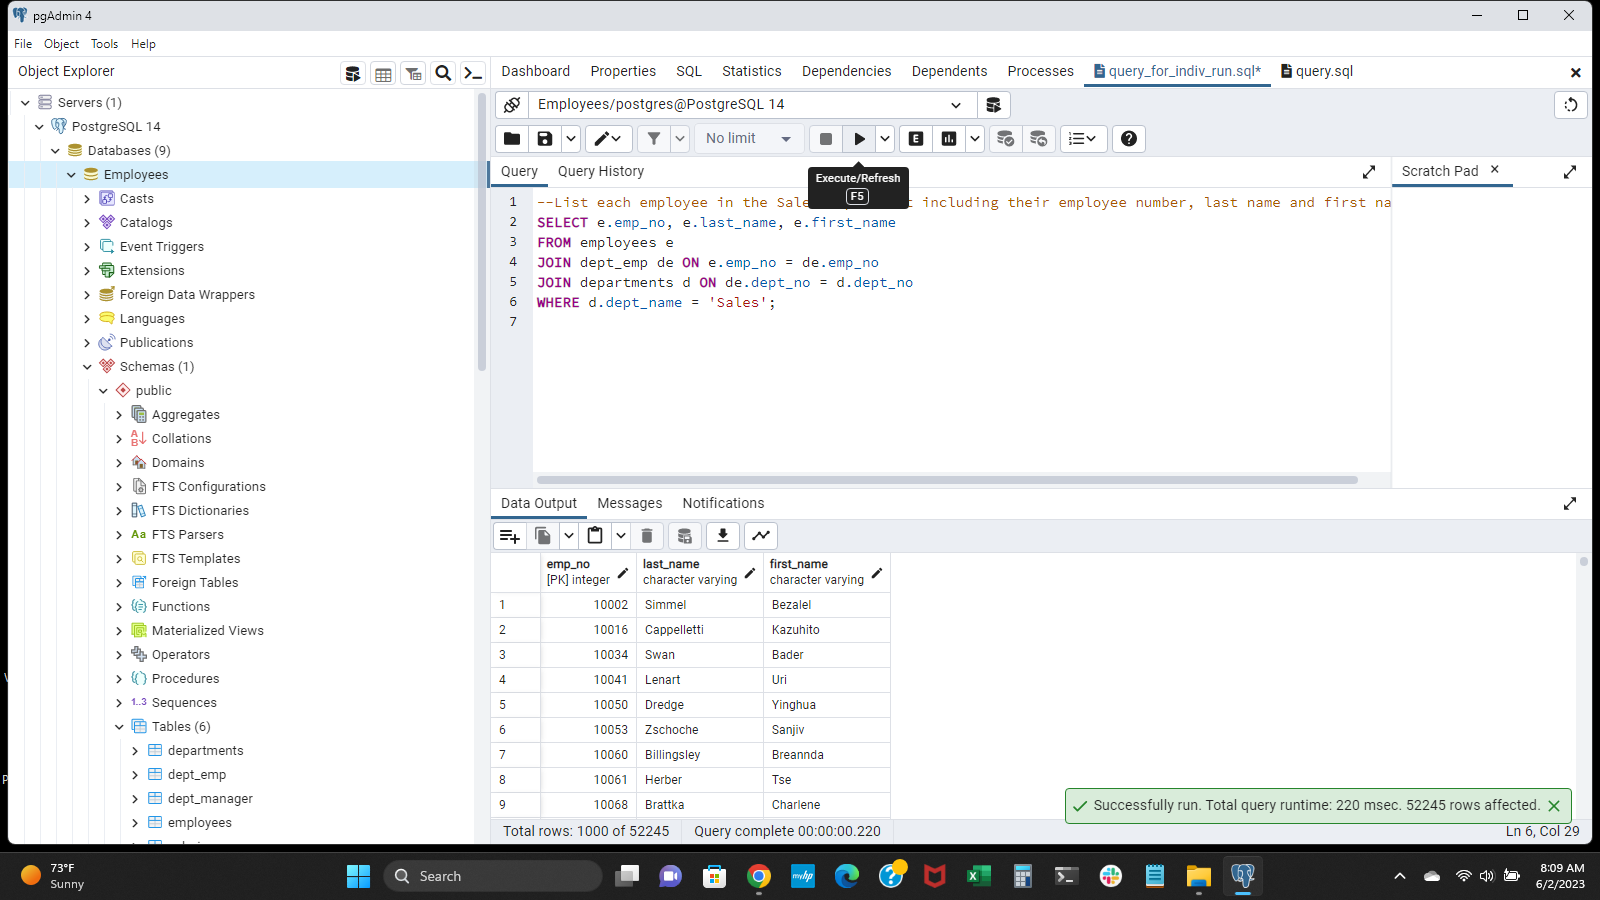 pgAdmin 4
File Object Tools Help
Object Explorer
Dashboard Properties SQL Statistics Dependencies Dependents Processes query_for_indiv_run.sql* query.sql
Servers (1)
PostgreSQL 14
Databases (9)
Employees
Casts
Catalogs
Event Triggers
Extensions
Foreign Data Wrappers
Languages
Publications
Schemas (1)
public
Aggregates
Collations
Domains
FTS Configurations
FTS Dictionaries
Aa FTS Parsers
FTS Templates
Foreign Tables
Functions
Materialized Views
Operators
Procedures
1..3 Sequences
Tables (6)
departments
dept_emp
dept_manager
employees
Employees/postgres@PostgreSQL 14
No limit
E
Execute/Refresh
F5
Query Query History
Scratch Pad
1 --List each employee in the Sale t including their employee number, last name and first na
2 SELECT e.emp_no, e.last_name, e.first_name
3 FROM employees e
4 JOIN dept_emp de ON e.emp_no = de.emp_no
5 JOIN departments d ON de.dept_no = d.dept_no
6 WHERE d.dept_name = 'Sales';
7
Data Output Messages Notifications
emp_no last_name first_name
[PK] integer character varying character varying
1 10002 Simmel Bezalel
2 10016 Cappelletti Kazuhito
3 10034 Swan Bader
4 10041 Lenart Uri
5 10050 Dredge Yinghua
6 10053 Zschoche Sanjiv
7 10060 Billingsley Breannda
8 10061 Herber Tse
9 10068 Brattka Charlene
Successfully run. Total query runtime: 220 msec. 52245 rows affected.
Total rows: 1000 of 52245 Query complete 00:00:00.220 Ln 6, Col 29
73°F
Sunny
Search
myhp
8:09 AM
6/2/2023